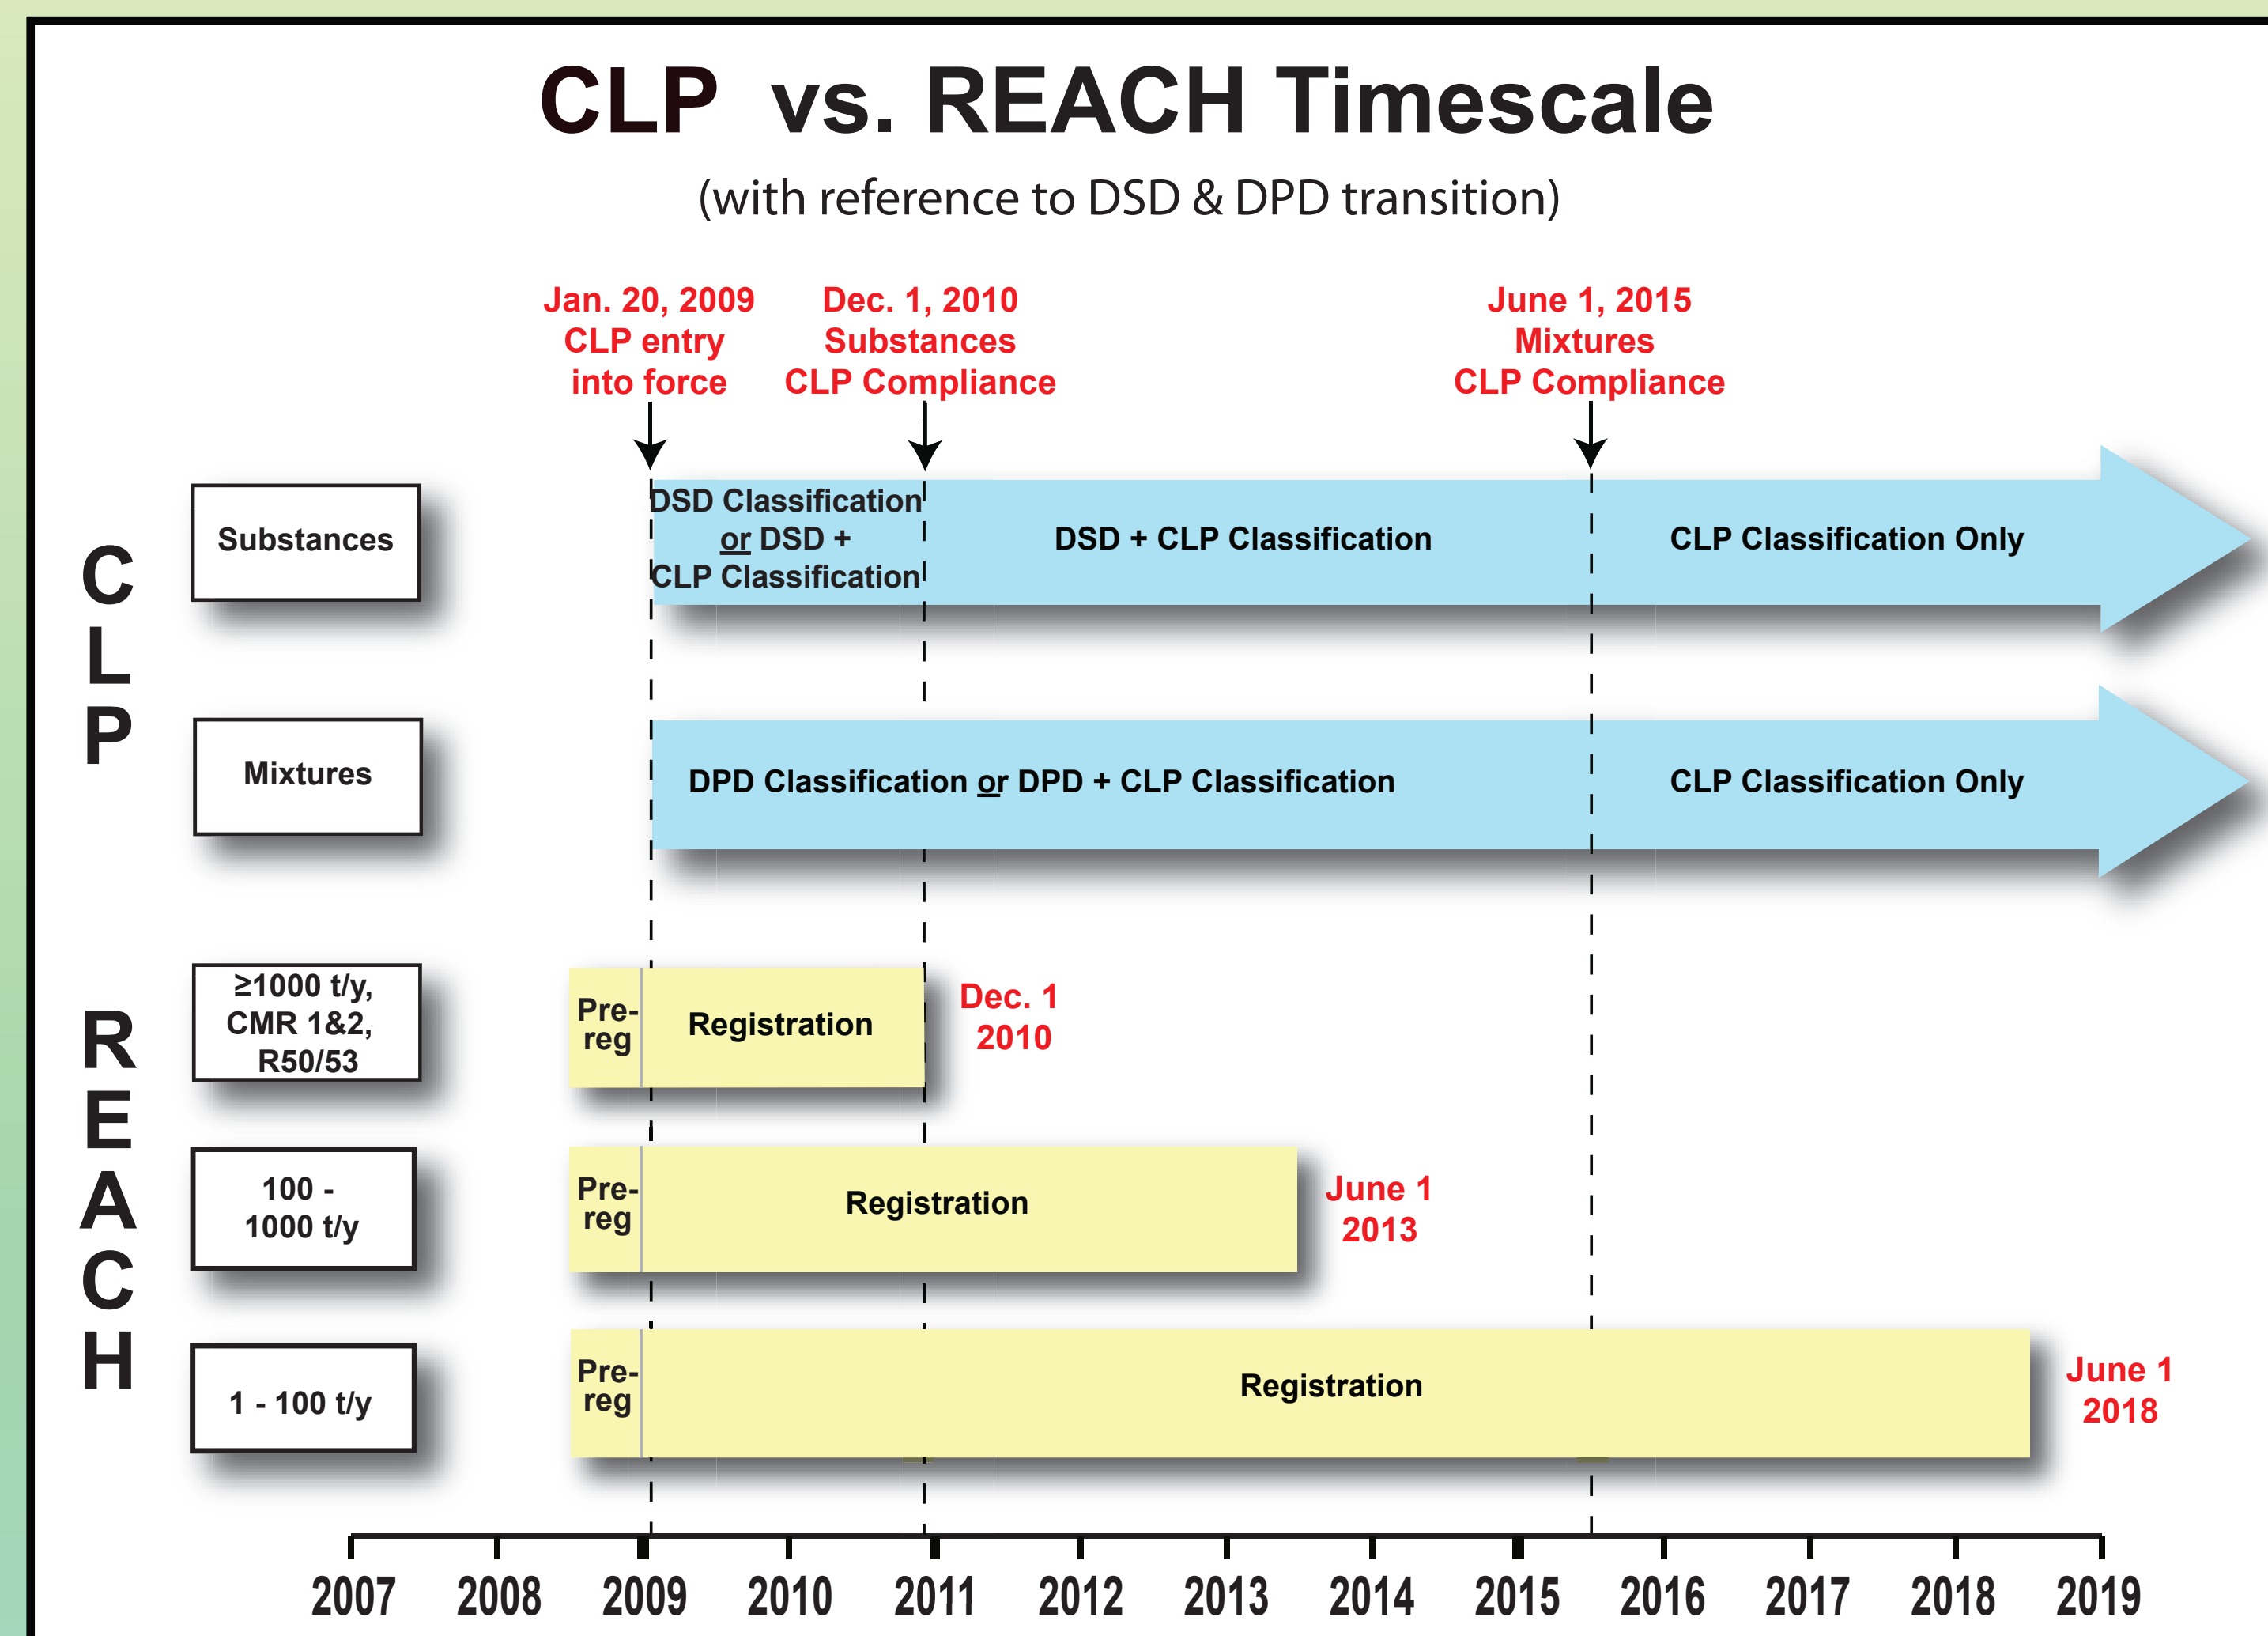 CLP vs. REACH Timescale
(with reference to DSD & DPD transition)
Jan. 20, 2009
CLP entry
into force
Dec. 1, 2010
Substances
CLP Compliance
June 1, 2015
Mixtures
CLP Compliance
CLP
Substances
DSD Classification
or DSD +
CLP Classification
DSD + CLP Classification
CLP Classification Only
Mixtures
DPD Classification or DPD + CLP Classification
CLP Classification Only
REACH
≥1000 t/y,
CMR 1&2,
R50/53
Pre-
reg
Registration
Dec. 1
2010
100 -
1000 t/y
Pre-
reg
Registration
June 1
2013
1 - 100 t/y
Pre-
reg
Registration
June 1
2018
2007 2008 2009 2010 2011 2012 2013 2014 2015 2016 2017 2018 2019